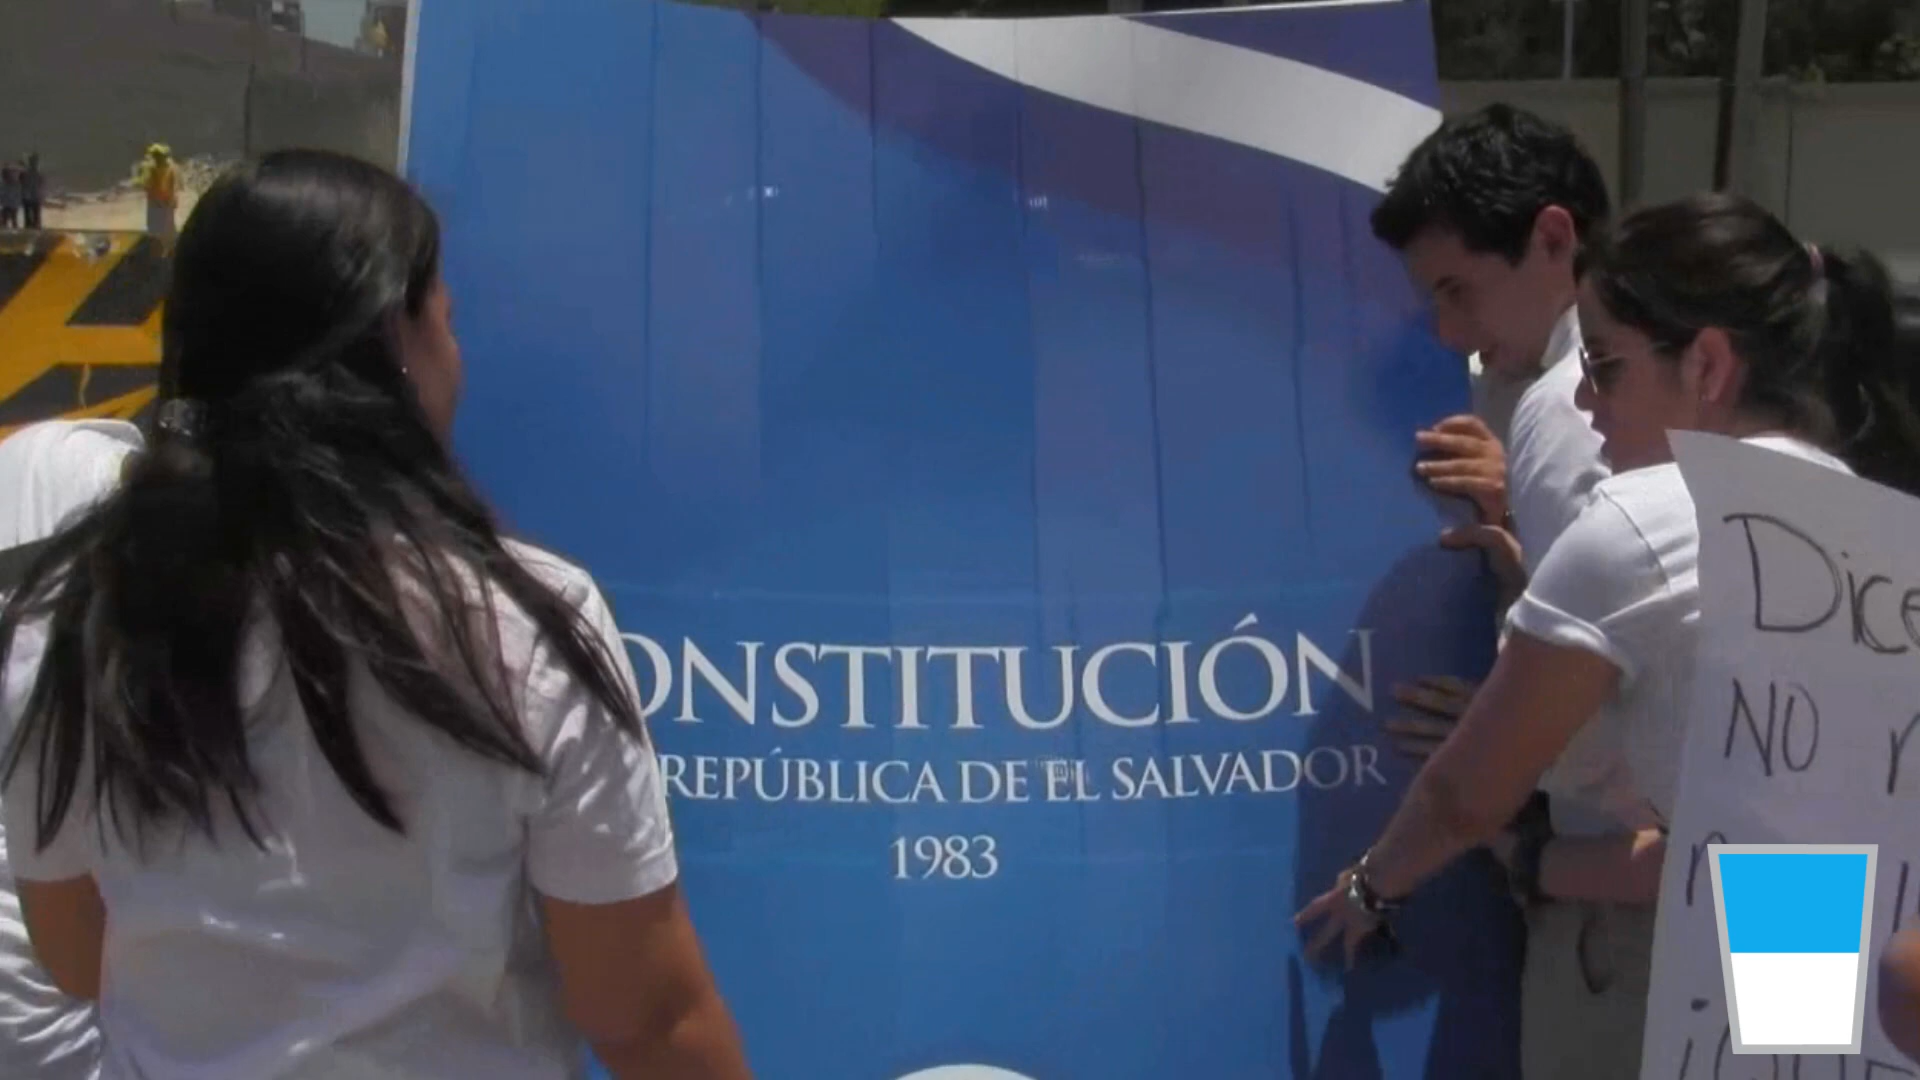 ONSTITUCIÓN
REPÚBLICA DE EL SALVADOR
1983
Dice
NO